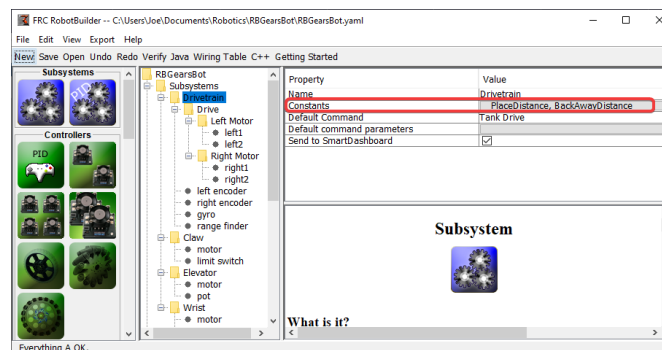 FRC RobotBuilder -- C:\Users\Joe\Documents\Robotics\RBGearsBot\RBGearsBot.yaml
File Edit View Export Help
New Save Open Undo Redo Verify Java Wiring Table C++ Getting Started
Subsystems
PID
Controllers
PID
RBGearsBot
Subsystems
Drivetrain
Drive
Left Motor
left1
left2
Right Motor
right1
right2
left encoder
right encoder
gyro
range finder
Claw
motor
limit switch
Elevator
motor
pot
Wrist
motor
Property Value
Name Drivetrain
Constants PlaceDistance, BackAwayDistance
Default Command Tank Drive
Default command parameters
Send to SmartDashboard
Subsystem
What is it?
Everything A OK.